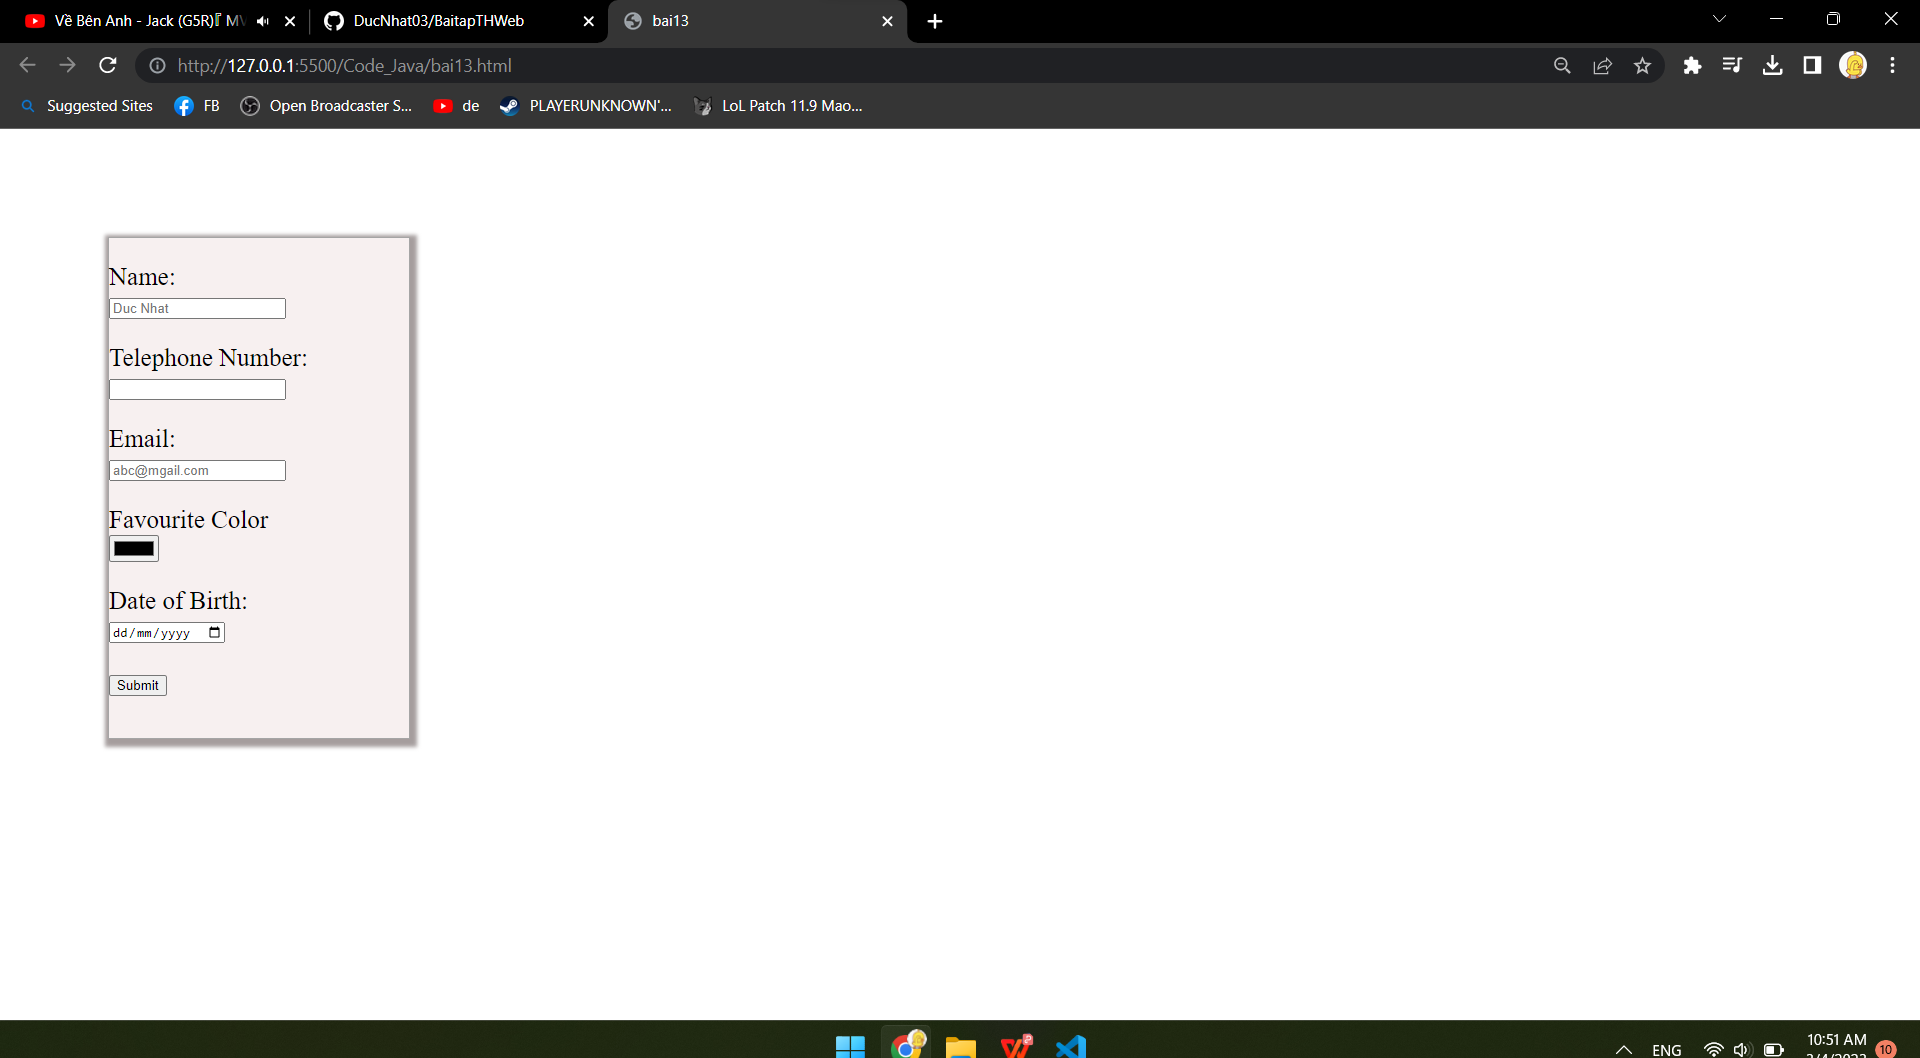 Về Bên Anh - Jack (G5R)『 MV
DucNhat03/BaitapTHWeb
bai13
http://127.0.0.1:5500/Code_Java/bai13.html
Suggested Sites
FB
Open Broadcaster S...
de
PLAYERUNKNOWN'...
LoL Patch 11.9 Mao...
Name:
Duc Nhat
Telephone Number:
Email:
abc@mgail.com
Favourite Color
Date of Birth:
dd/mm/yyyy
Submit
2
ENG
10:51 AM
10